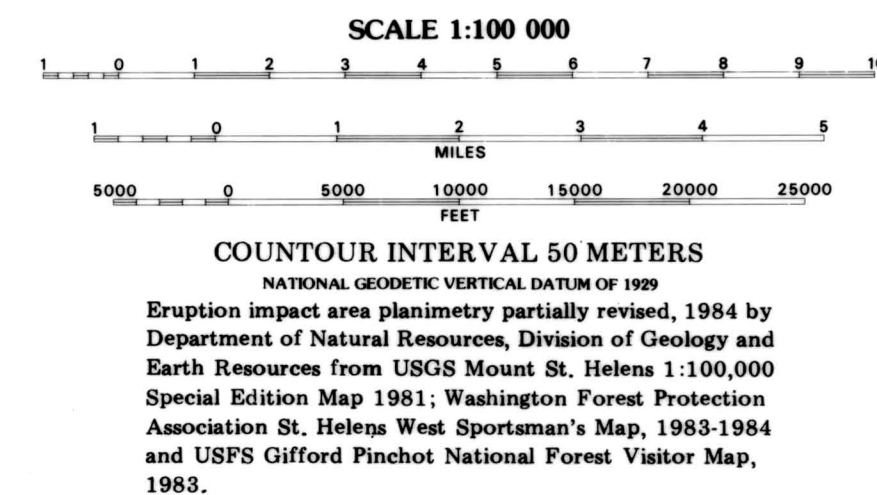 SCALE 1:100 000
1 0 1 2 3 4 5 6 7 8 9 10
1 0 1 2 3 4 5
MILES
5000 0 5000 10000 15000 20000 25000
FEET
COUNTOUR INTERVAL 50 METERS
NATIONAL GEODETIC VERTICAL DATUM OF 1929
Eruption impact area planimetry partially revised, 1984 by
Department of Natural Resources, Division of Geology and
Earth Resources from USGS Mount St. Helens 1:100,000
Special Edition Map 1981; Washington Forest Protection
Association St. Helens West Sportsman's Map, 1983-1984
and USFS Gifford Pinchot National Forest Visitor Map,
1983.